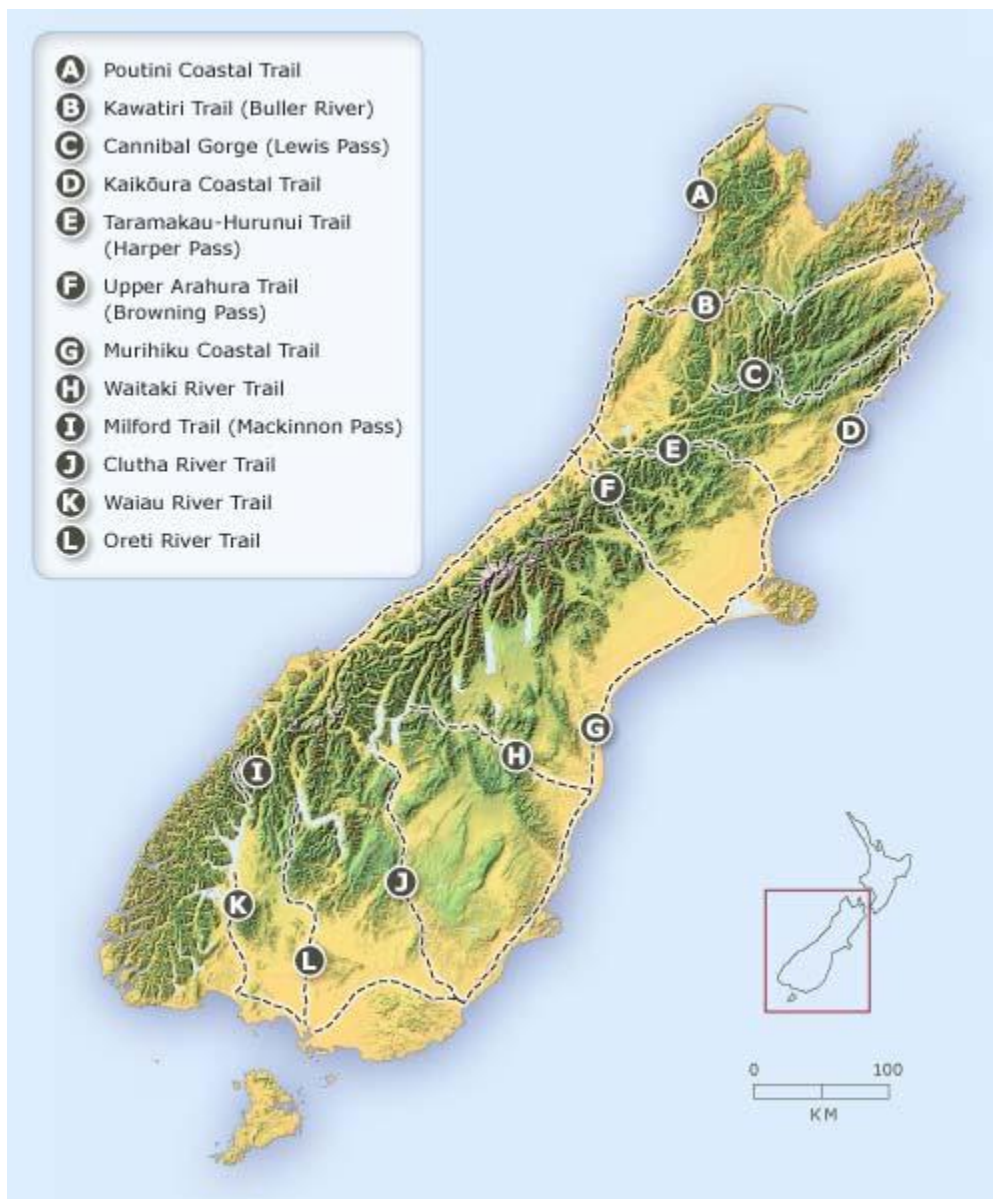 A Poutini Coastal Trail
B Kawatiri Trail (Buller River)
C Cannibal Gorge (Lewis Pass)
D Kaikōura Coastal Trail
E Taramakau-Hurunui Trail
(Harper Pass)
F Upper Arahura Trail
(Browning Pass)
G Murihiku Coastal Trail
H Waitaki River Trail
I Milford Trail (Mackinnon Pass)
J Clutha River Trail
K Waiau River Trail
L Oreti River Trail
A
B
C
D
E
F
G
H
I
J
K
L
0 100
KM